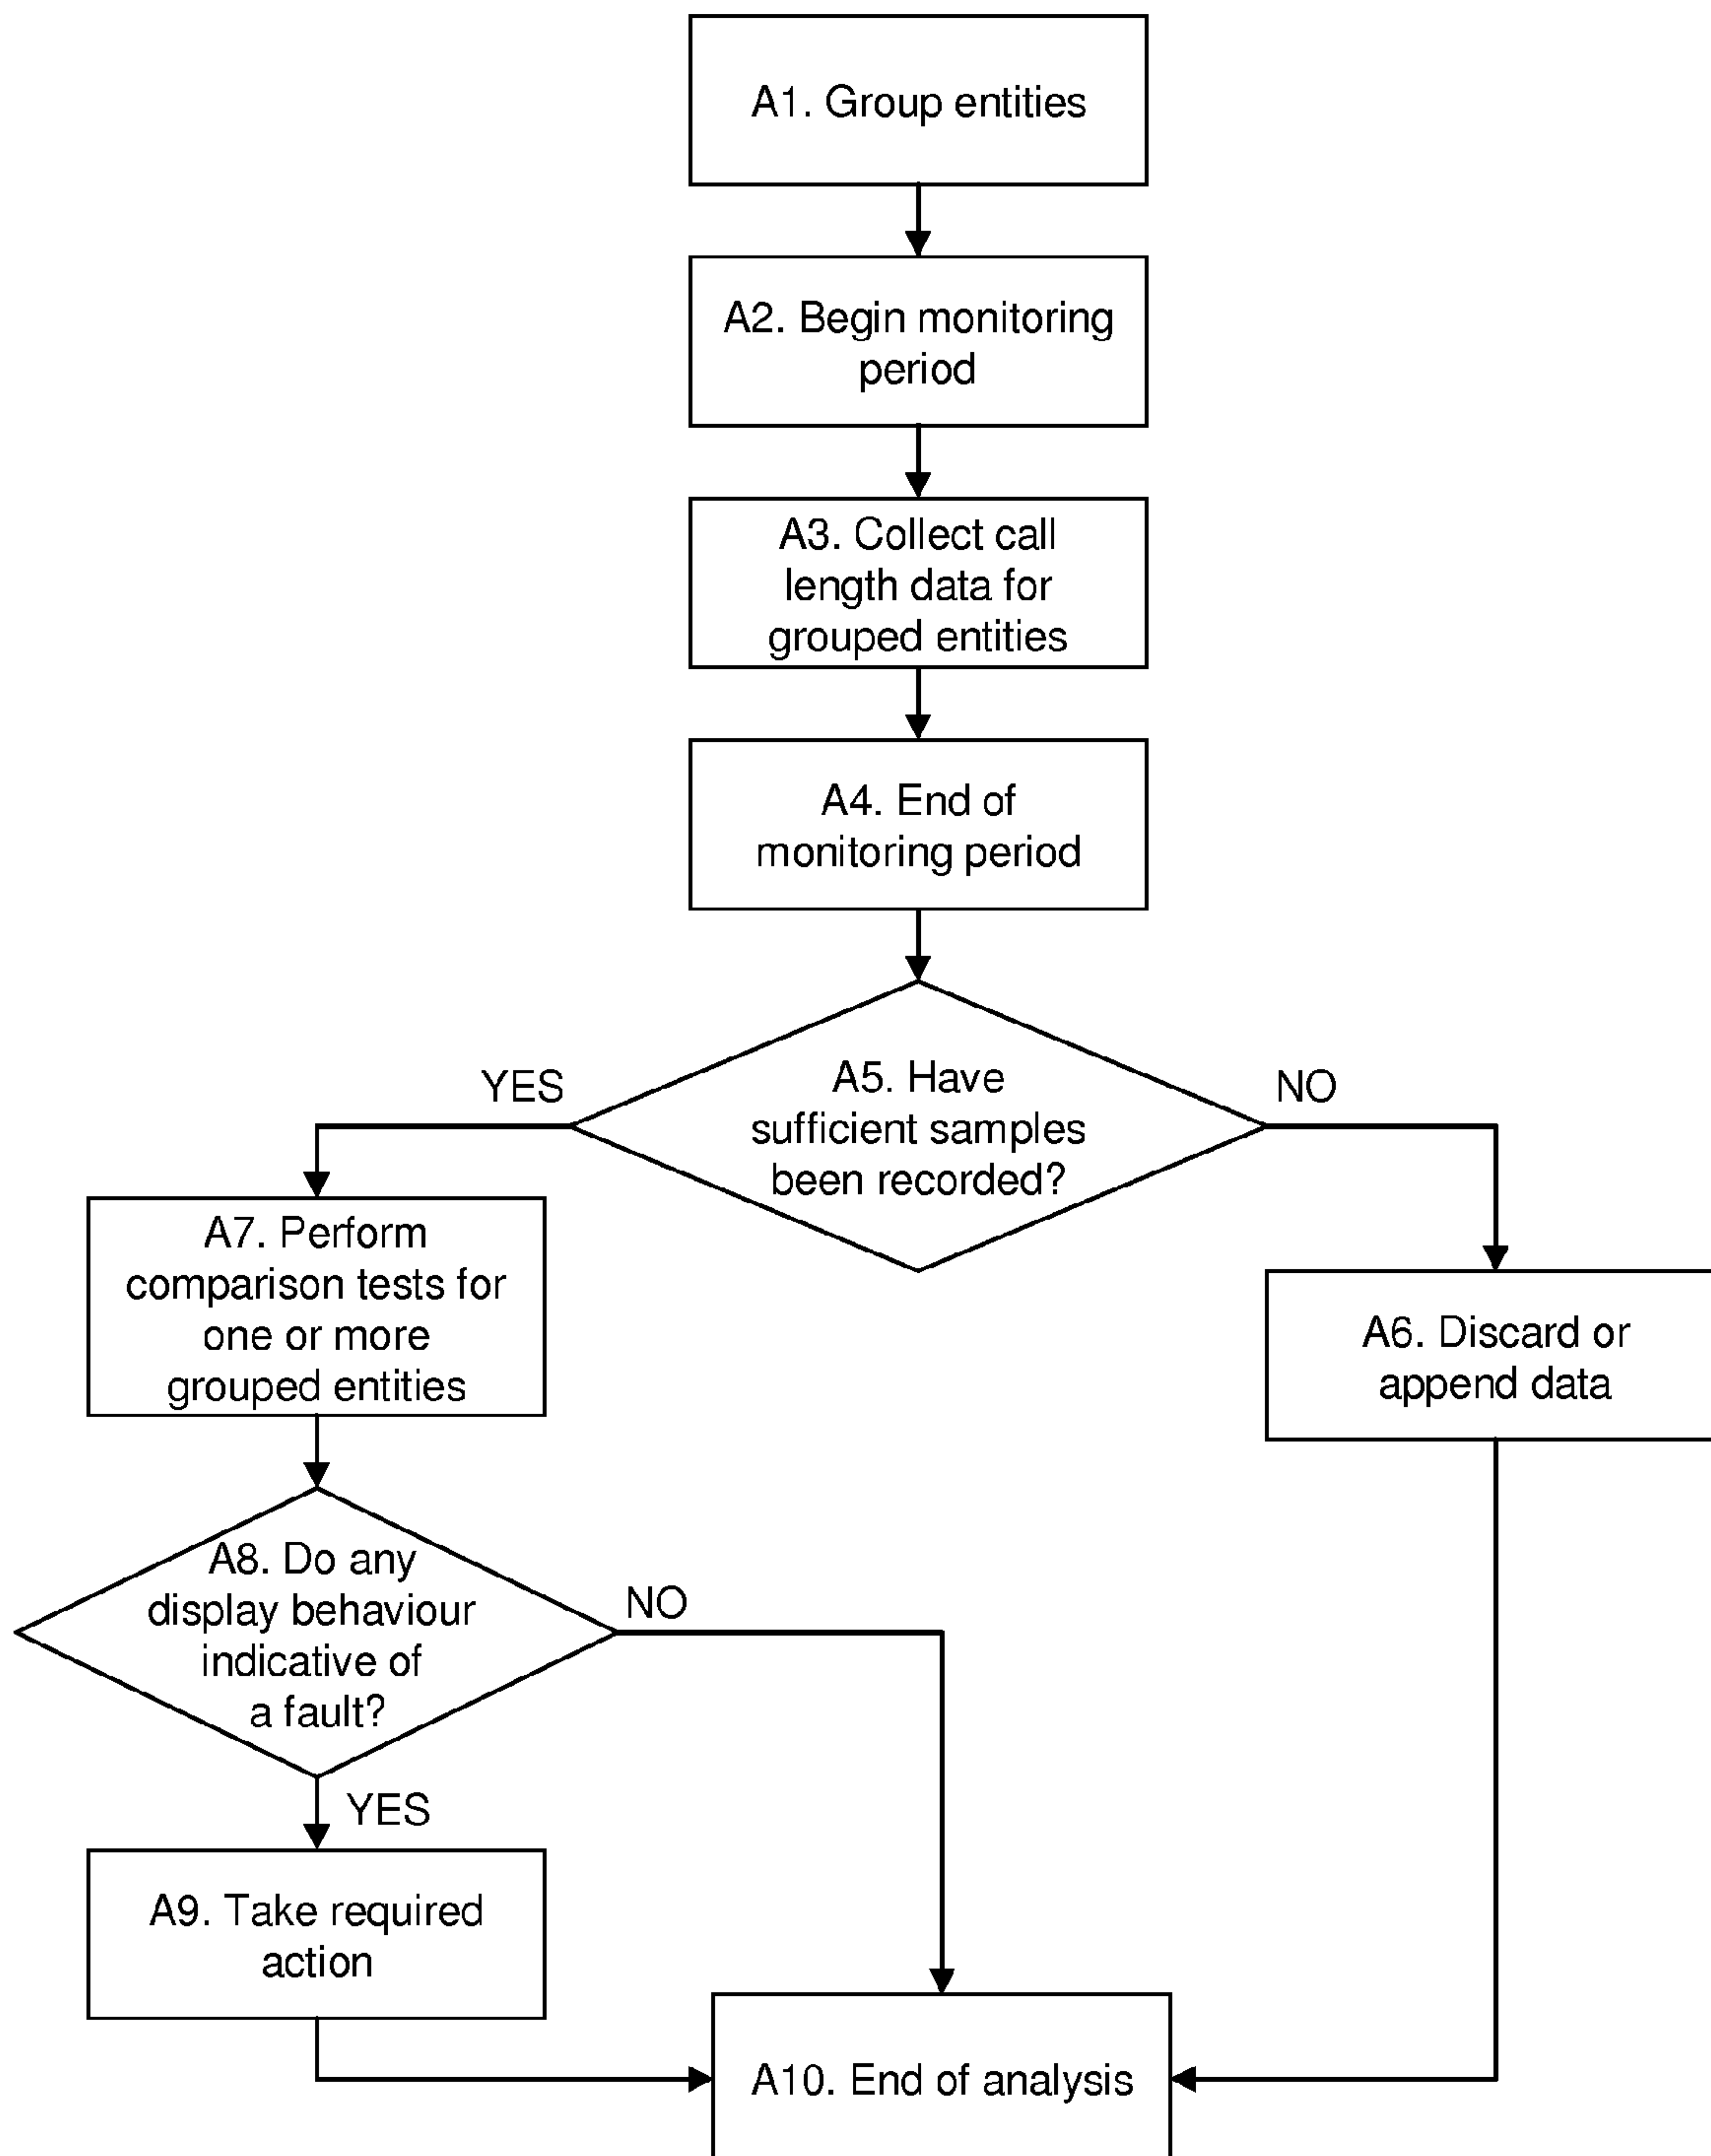 A1. Group entities
A2. Begin monitoring
period
A3. Collect call
length data for
grouped entities
A4. End of
monitoring period
A5. Have
sufficient samples
been recorded?
YES
NO
A7. Perform
comparison tests for
one or more
grouped entities
A6. Discard or
append data
A8. Do any
display behaviour
indicative of
a fault?
NO
YES
A9. Take required
action
A10. End of analysis